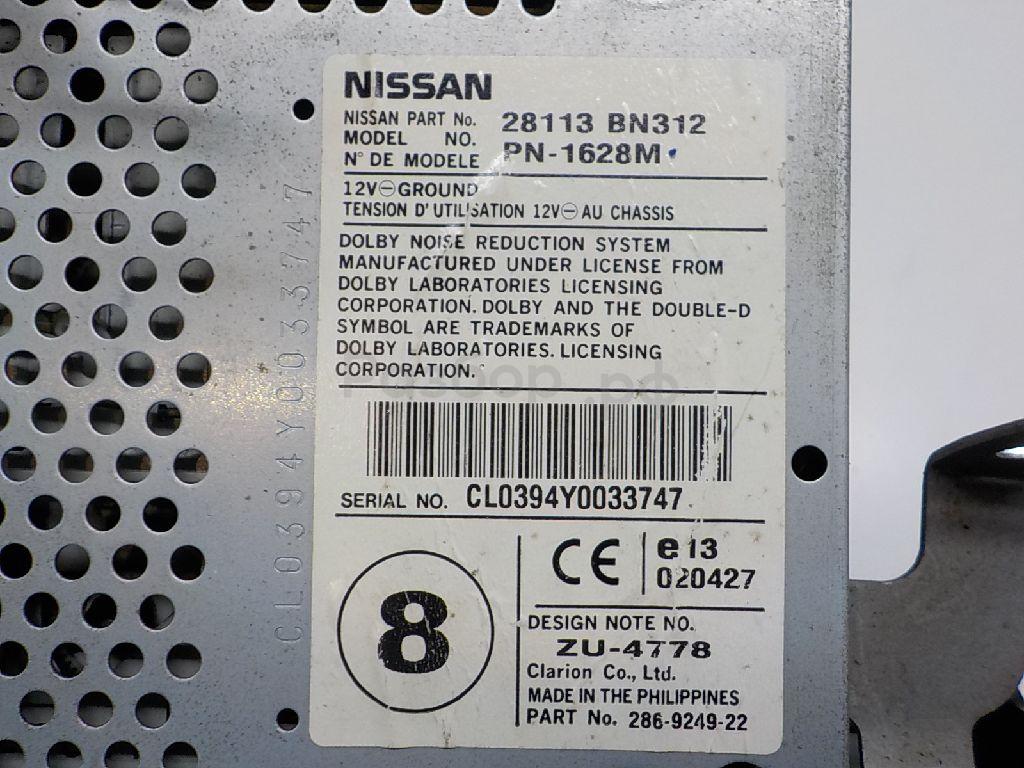 NISSAN
NISSAN PART No. 28113 BN312
MODEL NO.
N° DE MODELE PN-1628M
12V⊖GROUND
TENSION D'UTILISATION 12V⊖ AU CHASSIS
DOLBY NOISE REDUCTION SYSTEM
MANUFACTURED UNDER LICENSE FROM
DOLBY LABORATORIES LICENSING
CORPORATION. DOLBY AND THE DOUBLE-D
SYMBOL ARE TRADEMARKS OF
DOLBY LABORATORIES. LICENSING
CORPORATION.
Разбор.рф
SERIAL NO. CL0394Y0033747
8
CE
e13
020427
DESIGN NOTE NO.
ZU-4778
Clarion Co., Ltd.
MADE IN THE PHILIPPINES
PART No. 286-9249-22
CL0394Y0033747